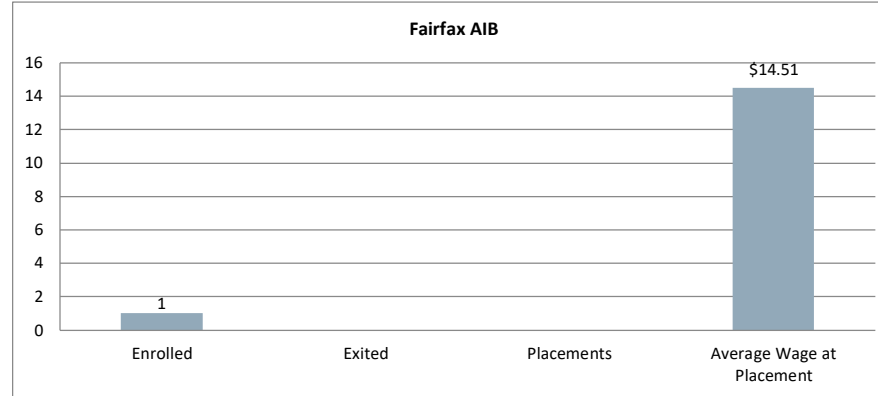 Fairfax AIB
16
14
12
10
8
6
4
2
0
1
$14.51
Enrolled
Exited
Placements
Average Wage at
Placement